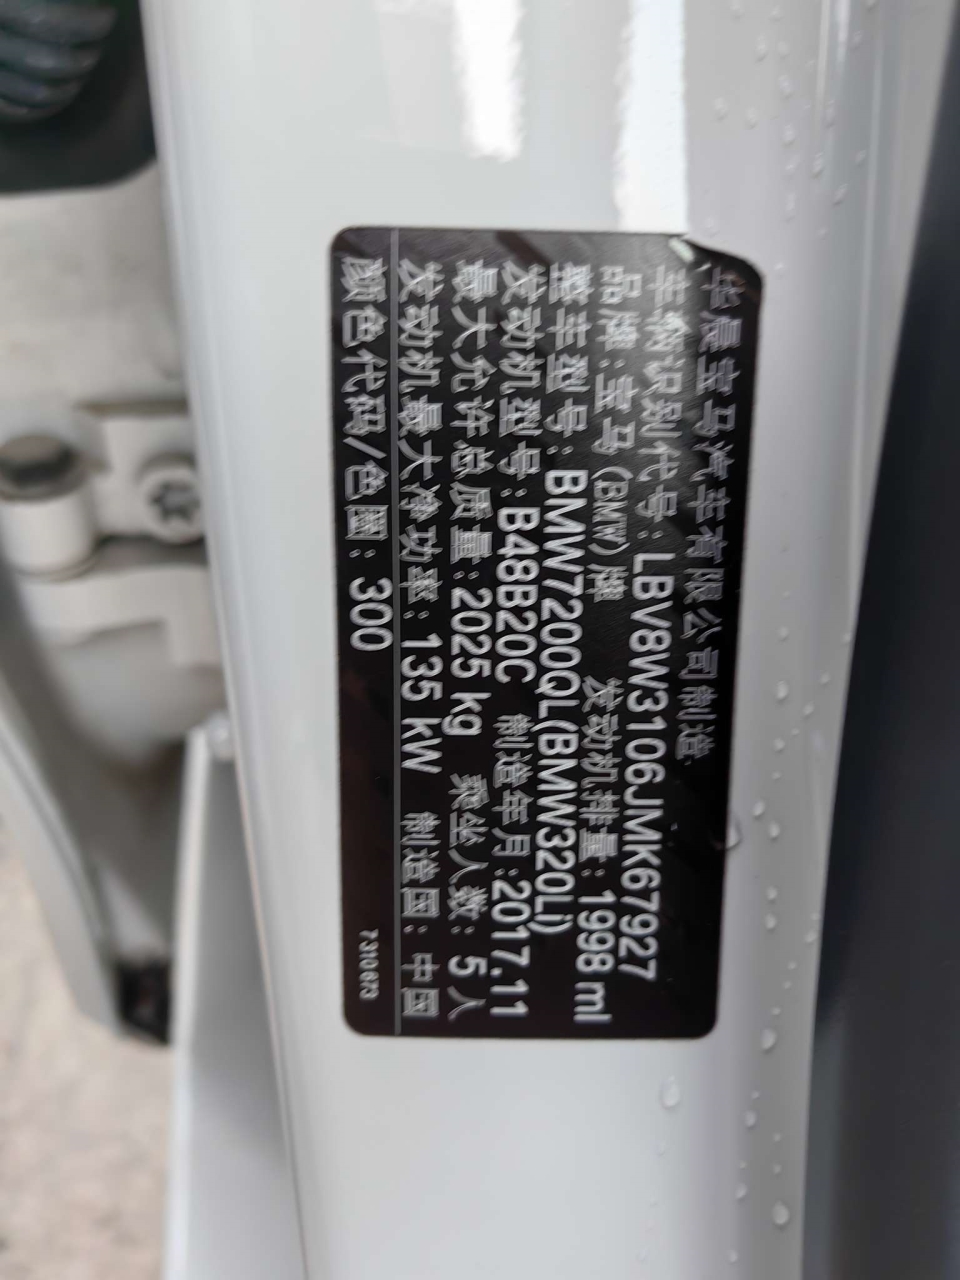 华晨宝马汽车有限公司制造
车辆识别代号:LBV8W3106JMK67927
品牌:宝马(BMW)牌 发动机排量:1998 ml
整车型号:BMW7200QL(BMW320Li)
发动机型号:B48B20C 制造年月:2017.11
最大允许总质量:2025 kg 乘坐人数:5人
发动机最大净功率:135 kW 制造国:中国
颜色代码/色圈:300
7310673